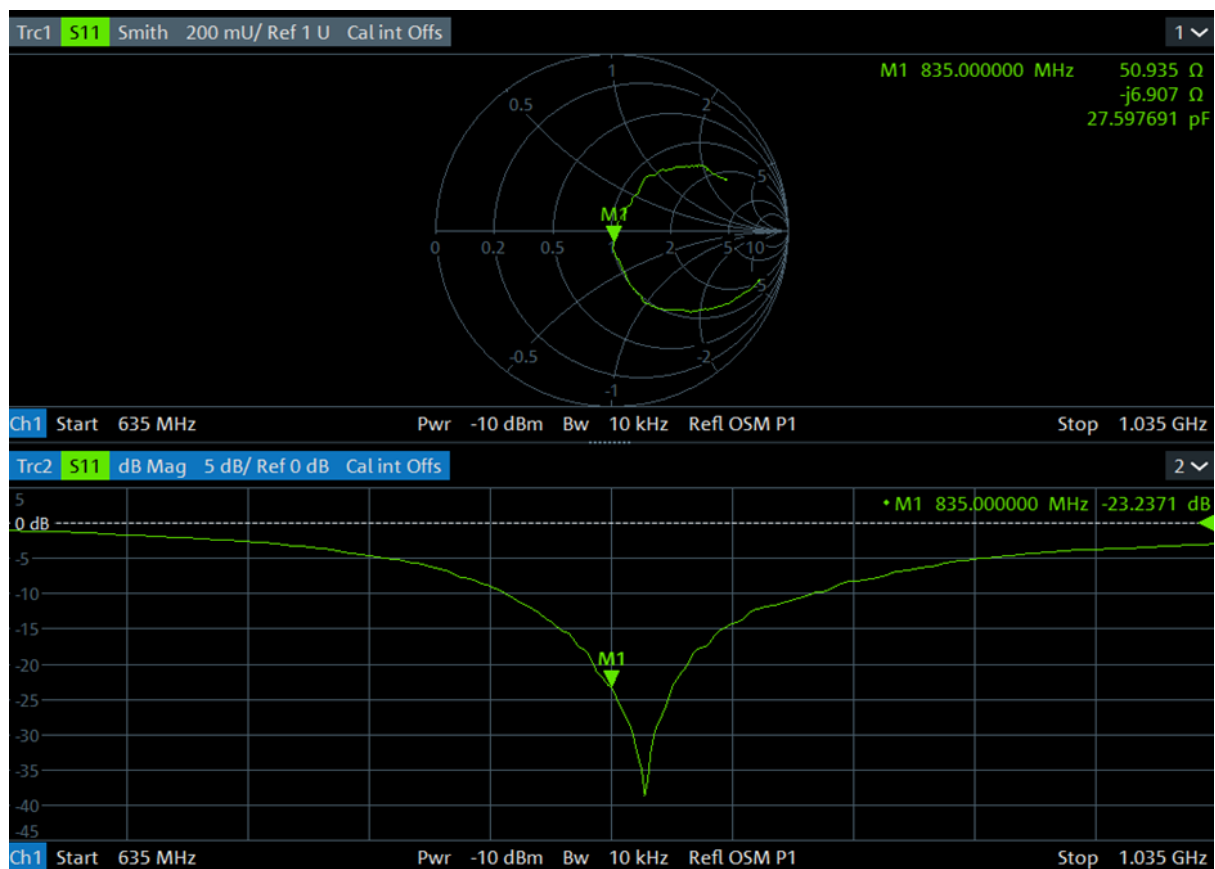 Trc1 S11 Smith 200 mU/ Ref 1 U Cal int Offs 1
M1 835.000000 MHz 50.935 Ω
-j6.907 Ω
27.597691 pF
1
0.5 2
5
M1
0 0.2 0.5 1 2 5 10
-5
-0.5 -2
-1
Ch1 Start 635 MHz Pwr -10 dBm Bw 10 kHz Refl OSM P1 Stop 1.035 GHz
Trc2 S11 dB Mag 5 dB/ Ref 0 dB Cal int Offs 2
5
M1 835.000000 MHz -23.2371 dB
0 dB
-5
-10
-15
-20
M1
-25
-30
-35
-40
-45
Ch1 Start 635 MHz Pwr -10 dBm Bw 10 kHz Refl OSM P1 Stop 1.035 GHz